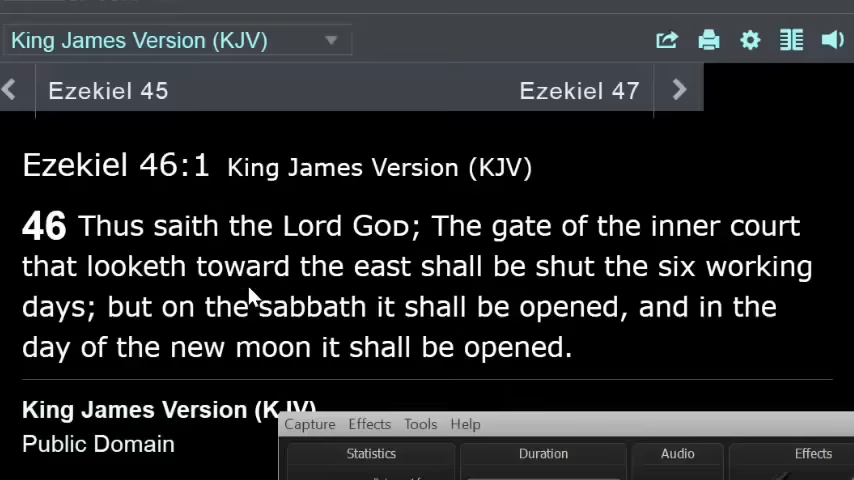 King James Version (KJV)
Ezekiel 45
Ezekiel 47
Ezekiel 46:1 King James Version (KJV)
46 Thus saith the Lord GOD; The gate of the inner court
that looketh toward the east shall be shut the six working
days; but on the sabbath it shall be opened, and in the
day of the new moon it shall be opened.
King James Version (KJV)
Public Domain
Capture Effects Tools Help
Statistics Duration Audio Effects